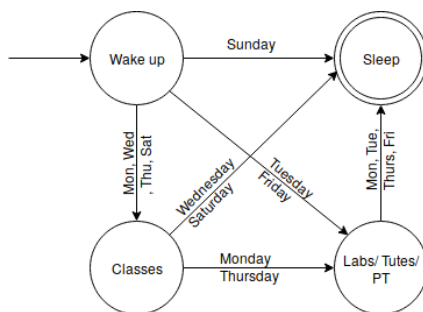 Sunday
Wake up
Sleep
Mon, Wed
, Thu, Sat
Wednesday
Saturday
Tuesday
Friday
Mon, Tue,
Thurs, Fri
Classes
Monday
Thursday
Labs/ Tutes/
PT